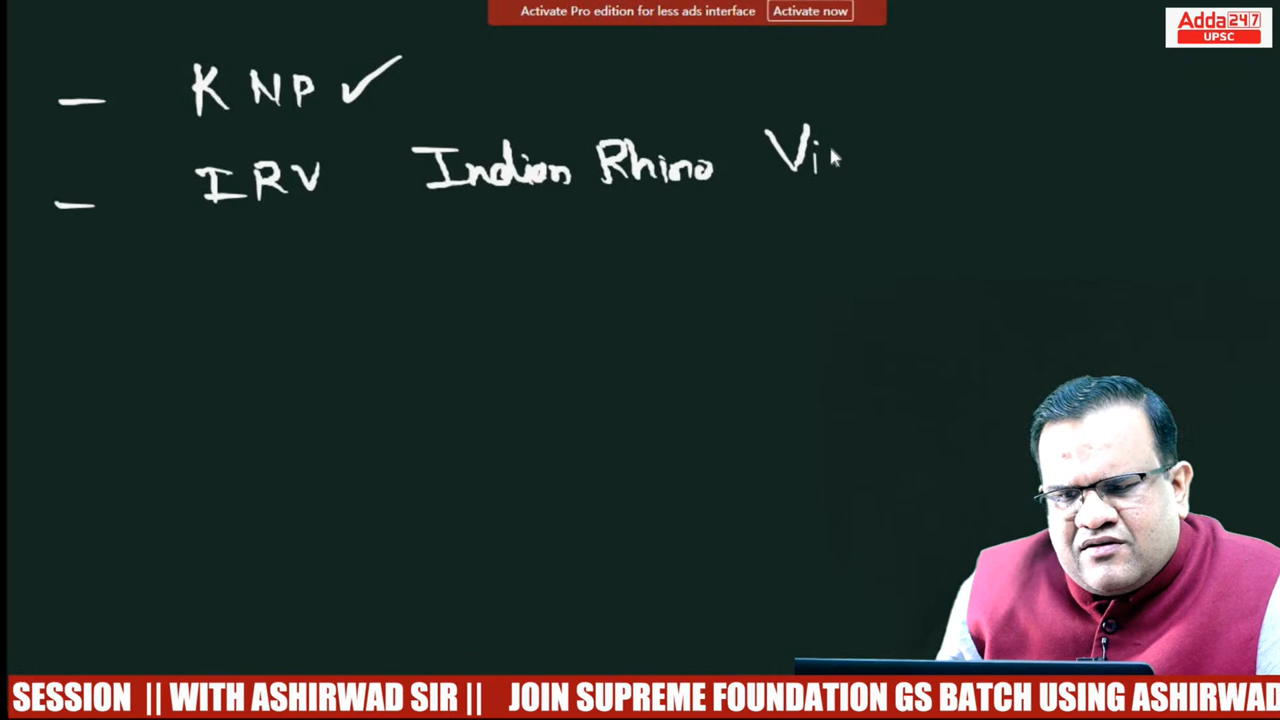 Activate Pro edition for less ads interface Activate now
Adda247
UPSC
– K NP ✓
– IRV Indian Rhino Vi
SESSION || WITH ASHIRWAD SIR || JOIN SUPREME FOUNDATION GS BATCH USING ASHIRWAD